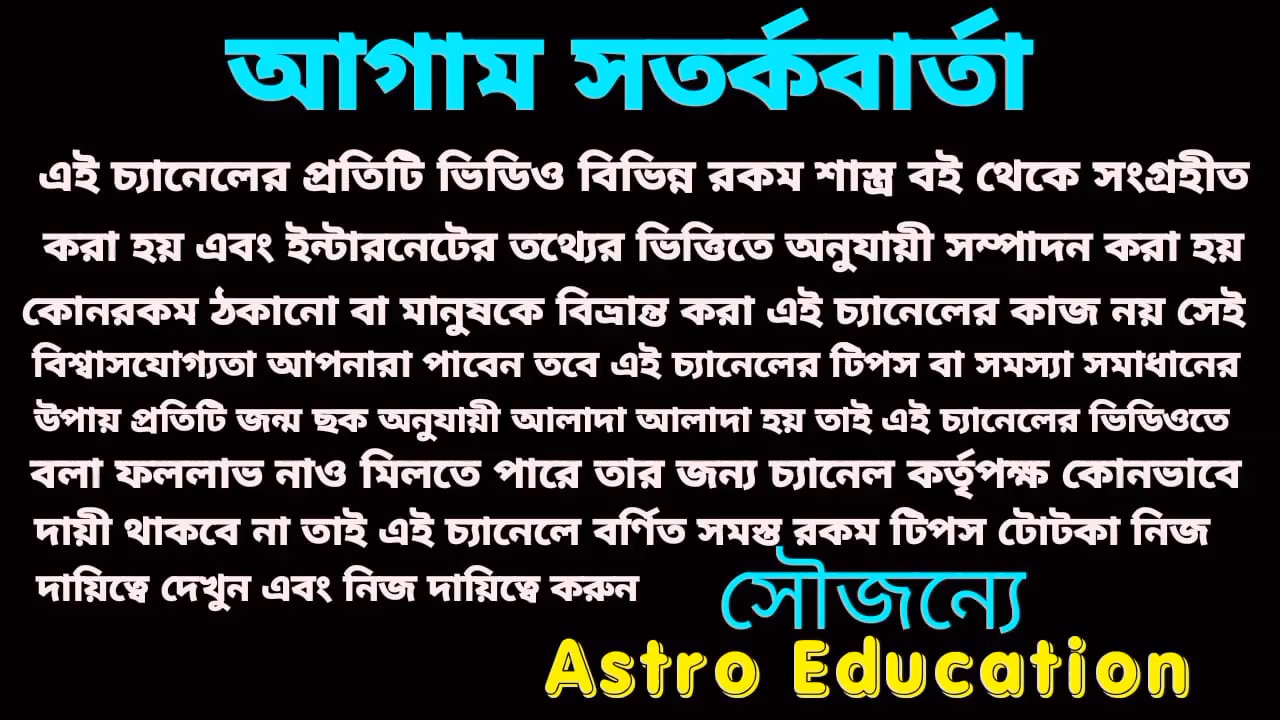 আগাম সতর্কবার্তা
এই চ্যানেলের প্রতিটি ভিডিও বিভিন্ন রকম শাস্ত্র বই থেকে সংগ্রহীত
করা হয় এবং ইন্টারনেটের তথ্যের ভিত্তিতে অনুযায়ী সম্পাদন করা হয়
কোনরকম ঠকানো বা মানুষকে বিভ্রান্ত করা এই চ্যানেলের কাজ নয় সেই
বিশ্বাসযোগ্যতা আপনারা পাবেন তবে এই চ্যানেলের টিপস বা সমস্যা সমাধানের
উপায় প্রতিটি জন্ম ছক অনুযায়ী আলাদা আলাদা হয় তাই এই চ্যানেলের ভিডিওতে
বলা ফললাভ নাও মিলতে পারে তার জন্য চ্যানেল কর্তৃপক্ষ কোনভাবে
দায়ী থাকবে না তাই এই চ্যানেলে বর্ণিত সমস্ত রকম টিপস টোটকা নিজ
দায়িত্বে দেখুন এবং নিজ দায়িত্বে করুন
সৌজন্যে
Astro Education